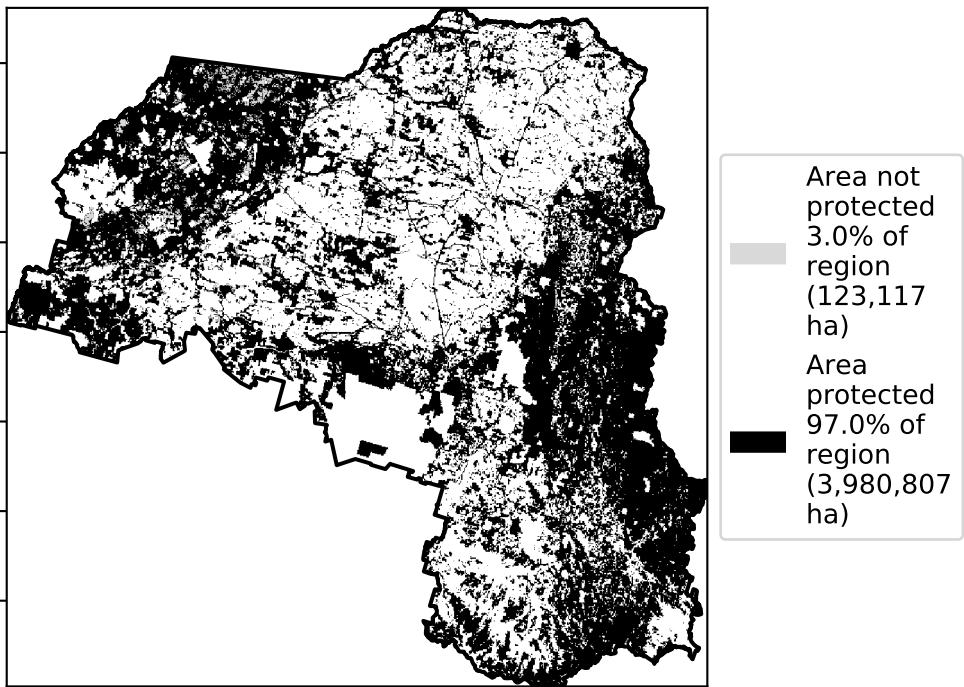 Area not
protected
3.0% of
region
(123,117
ha)
Area
protected
97.0% of
region
(3,980,807
ha)